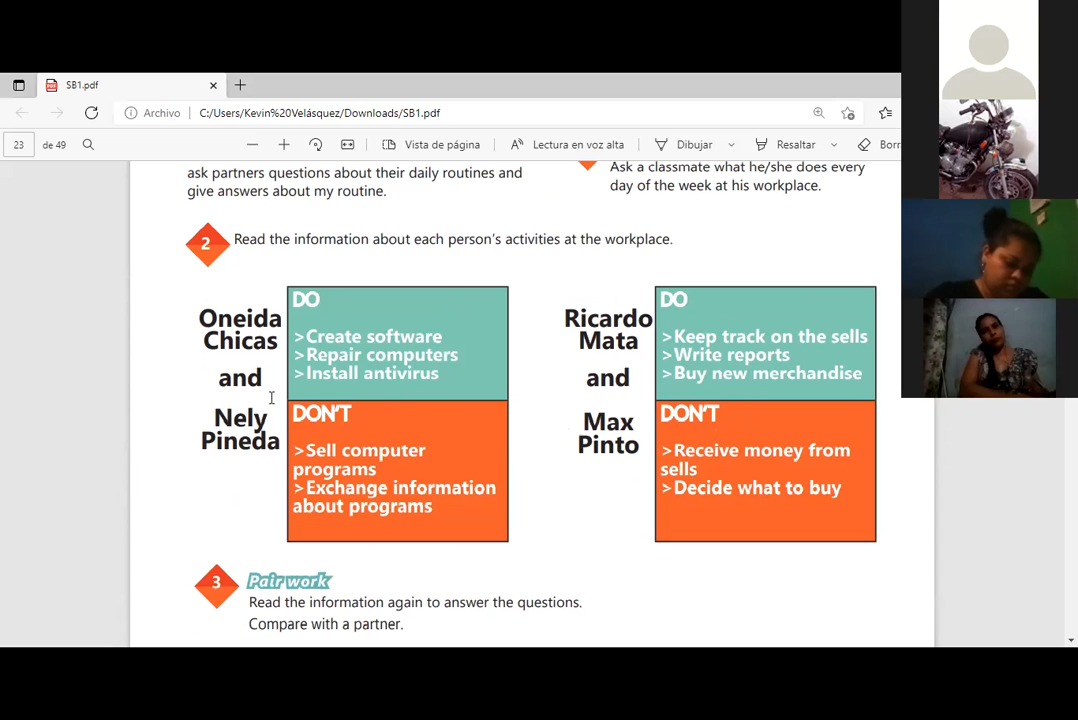 SB1.pdf
Archivo
C:/Users/Kevin%20Velásquez/Downloads/SB1.pdf
23
de 49
Vista de página
Lectura en voz alta
Dibujar
Resaltar
Borr
ask partners questions about their daily routines and
give answers about my routine.
Ask a classmate what he/she does every
day of the week at his workplace.
2
Read the information about each person's activities at the workplace.
Oneida
Chicas
and
Nely
Pineda
DO
>Create software
>Repair computers
>Install antivirus
DON'T
>Sell computer
programs
>Exchange information
about programs
Ricardo
Mata
and
Max
Pinto
DO
>Keep track on the sells
>Write reports
>Buy new merchandise
DON'T
>Receive money from
sells
>Decide what to buy
3
Pair work
Read the information again to answer the questions.
Compare with a partner.